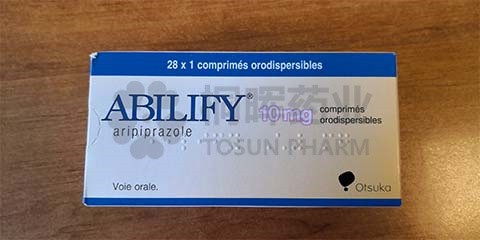 28 x 1 comprimés orodispersibles
ABILIFY® 10mg comprimés
orodispersibles
aripiprazole
TOSUN PHARM
Voie orale.
Otsuka